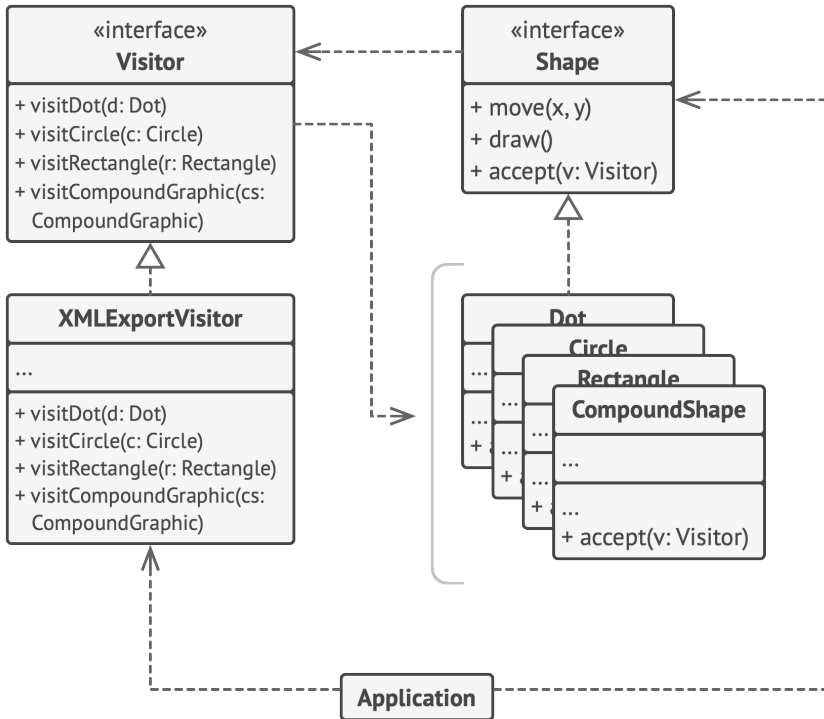 «interface»
Visitor
+ visitDot(d: Dot)
+ visitCircle(c: Circle)
+ visitRectangle(r: Rectangle)
+ visitCompoundGraphic(cs:
CompoundGraphic)
«interface»
Shape
+ move(x, y)
+ draw()
+ accept(v: Visitor)
XMLExportVisitor
...
+ visitDot(d: Dot)
+ visitCircle(c: Circle)
+ visitRectangle(r: Rectangle)
+ visitCompoundGraphic(cs:
CompoundGraphic)
Dot
...
...
+
Circle
...
...
+
Rectangle
...
...
+
CompoundShape
...
...
+ accept(v: Visitor)
Application